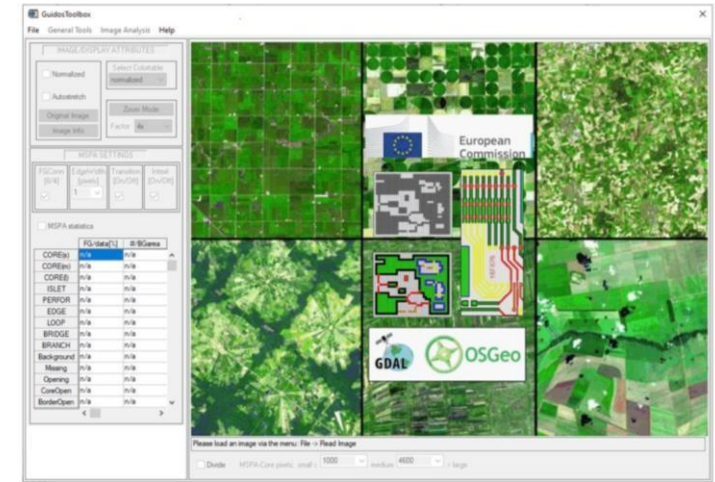 GuidosToolbox
File General Tools Image Analysis Help
IMAGE/DISPLAY ATTRIBUTES
Normalized
Select Colortable
normalized
Autostretch
Original Image
Zoom Mode
Image Info
Factor 4x
MSPA SETTINGS
FGConn EdgeWidth Transition Intext
[8/4] [pixels] [On/Off] [On/Off]
1
MSPA statistics
FG/data[%] #/BGarea
CORE(s) n/a n/a
CORE(m) n/a n/a
CORE(l) n/a n/a
ISLET n/a n/a
PERFOR n/a n/a
EDGE n/a n/a
LOOP n/a n/a
BRIDGE n/a n/a
BRANCH n/a n/a
Background n/a n/a
Missing n/a n/a
Opening n/a n/a
CoreOpen n/a n/a
BorderOpen n/a n/a
European
Commission
GDAL
OSGeo
Please load an image via the menu: File -> Read Image
Divide MSPA-Core pixels: small < 1000 medium 4600 > large